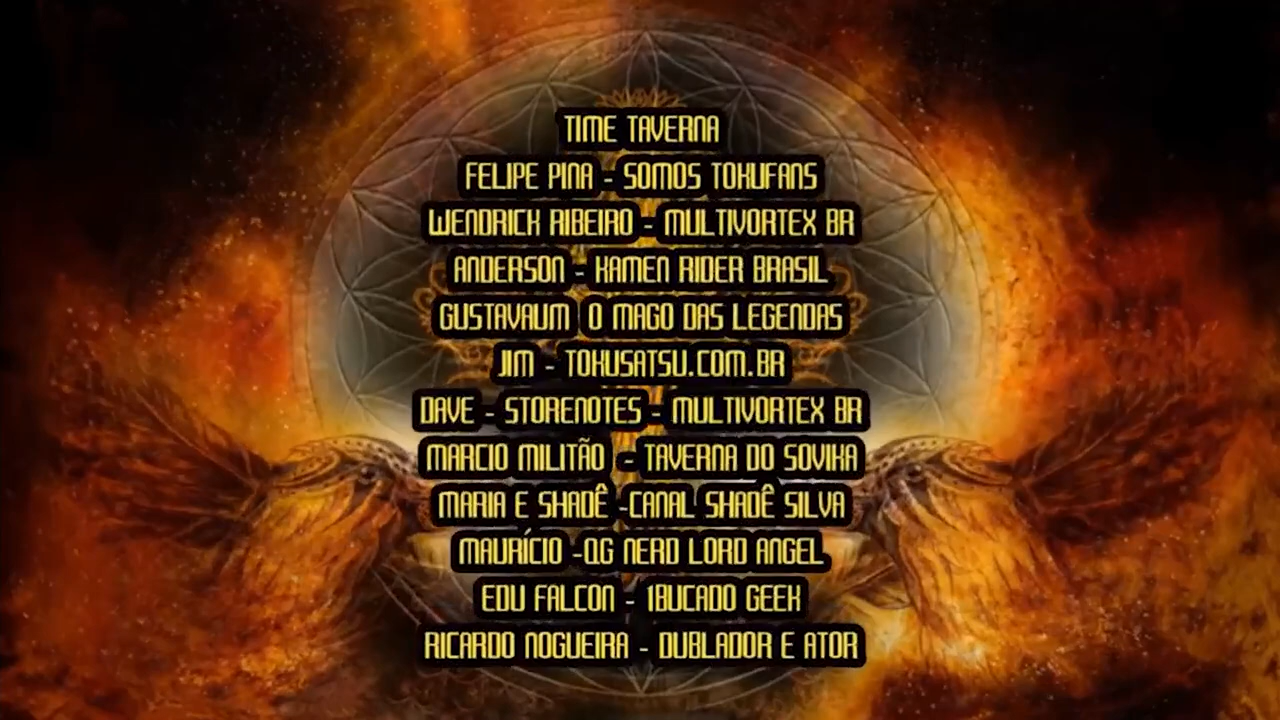 TIME TAVERNA
FELIPE PINA - SOMOS TOKUFANS
WENDRICK RIBEIRO - MULTIVORTEX BR
ANDERSON - KAMEN RIDER BRASIL
GUSTAVAUM O MAGO DAS LEGENDAS
JIM - TOKUSATSU.COM.BR
DAVE - STORENOTES - MULTIVORTEX BR
MARCIO MILITÃO - TAVERNA DO SOVIKA
MARIA E SHADÊ -CANAL SHADÊ SILVA
MAURÍCIO -QG NERD LORD ANGEL
EDU FALCON - 1BUCADO GEEK
RICARDO NOGUEIRA - DUBLADOR E ATOR